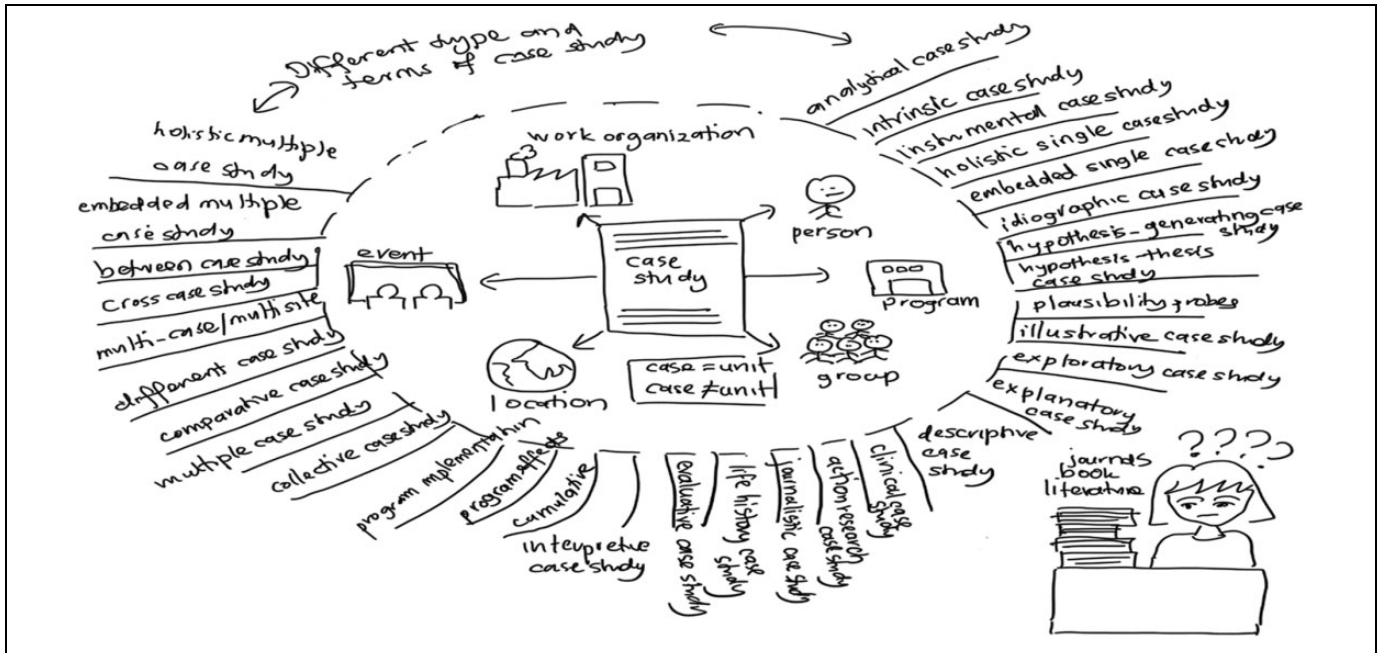 Different type and
terms of case study
analytical case study
intrinsic case study
instrumental case study
holistic single case study
embedded single case study
idiographic case study
hypothesis-generating case
study
hypothesis-thesis
case study
plausibility probes
illustrative case study
exploratory case study
explanatory
case study
descriptive
case
study
clinical case
study
action research
case study
journalistic case study
life history case
study
evaluative case study
interpretive
case study
cumulative
program effects
program implementation
collective case study
multiple case study
comparative case study
different case study
multi-case/multisite
cross case study
between case study
embedded multiple
case study
holistic multiple
case study
work organization
person
event
case
study
program
location
case = unit
case ≠ unit
group
????
journals
book
literature